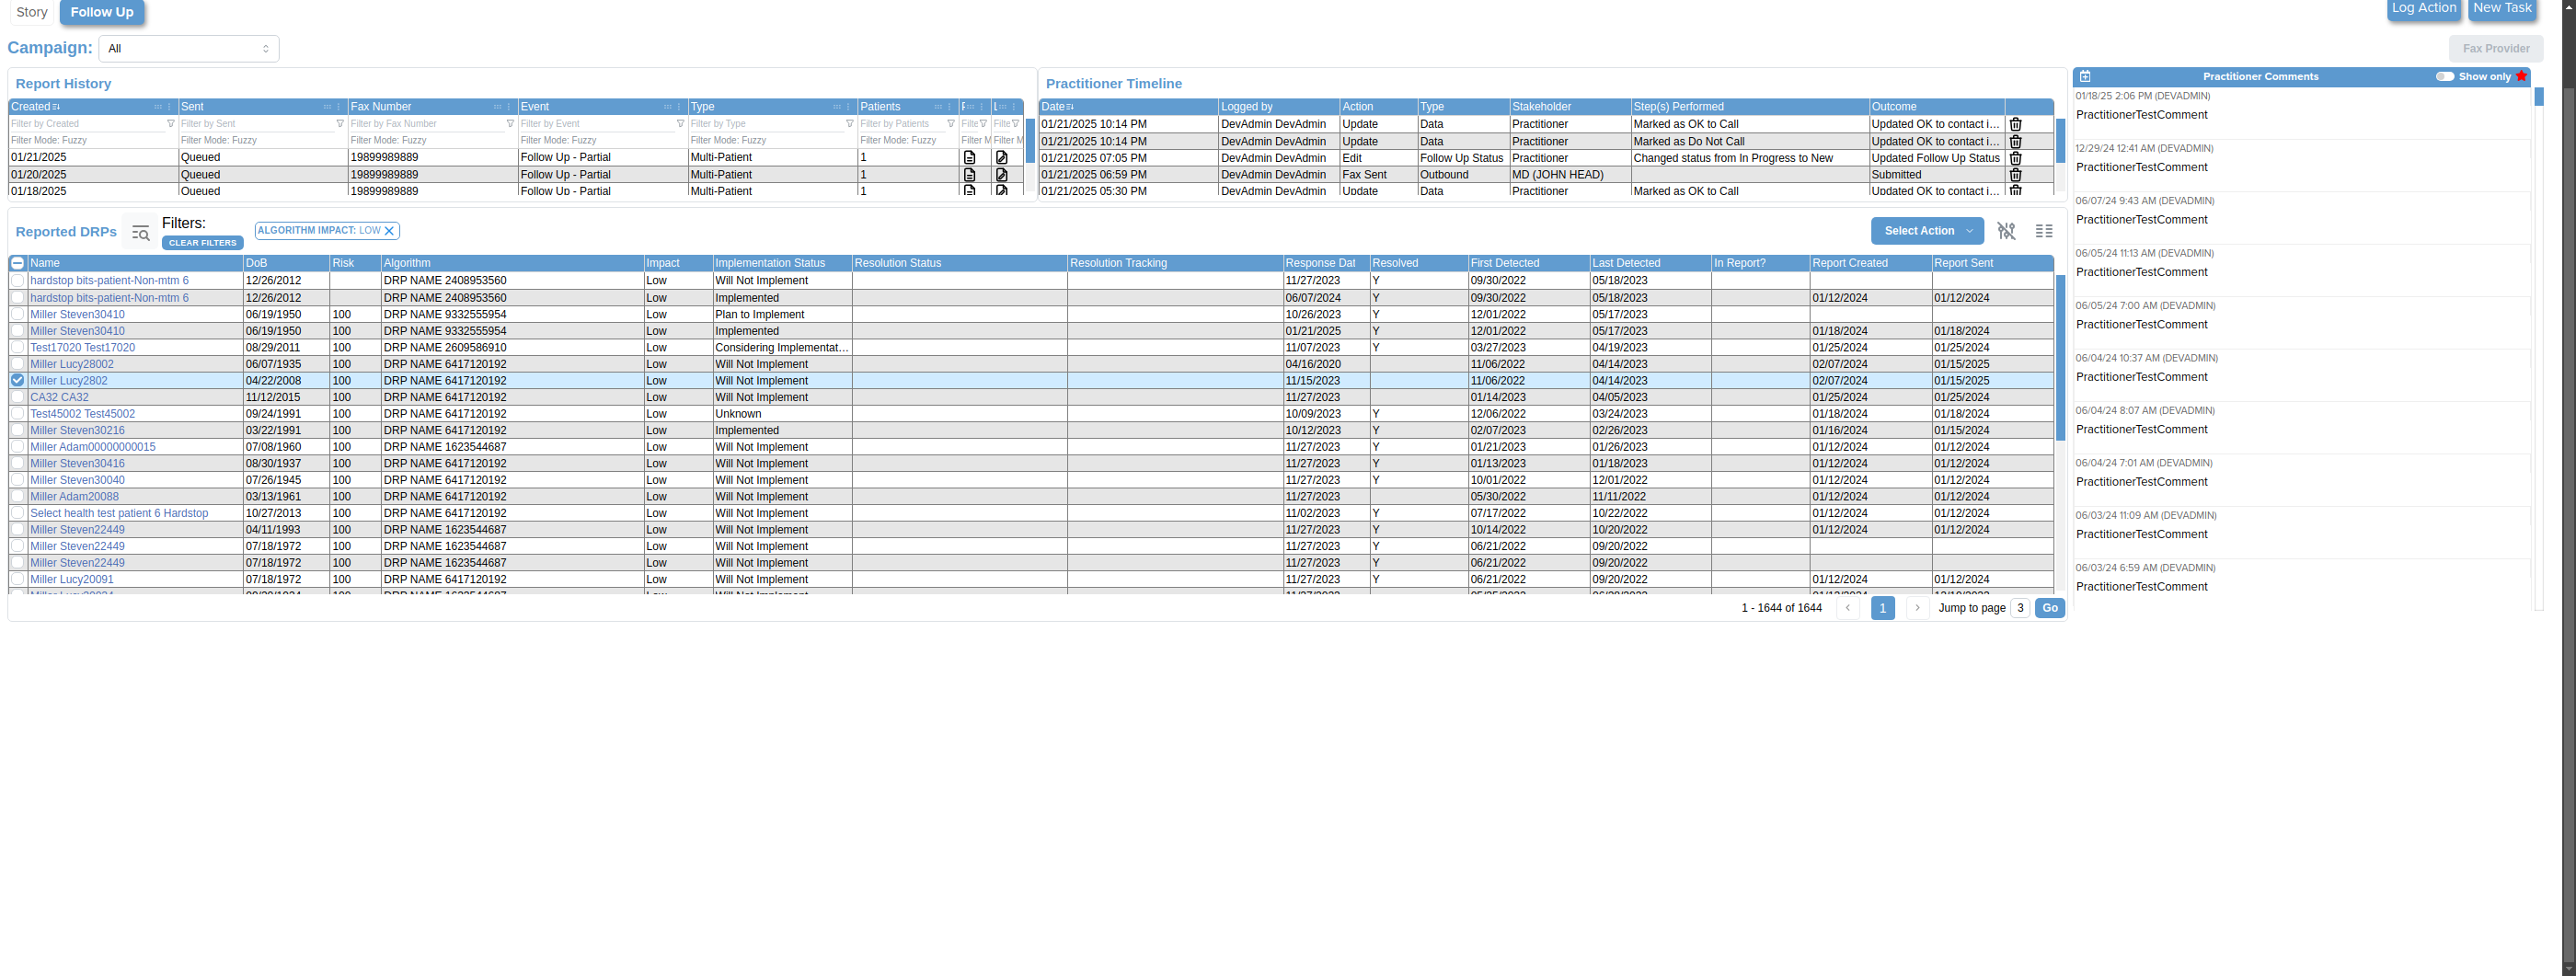 Story Follow Up Log Action New Task
Campaign: All Fax Provider
Report History
Created Sent Fax Number Event Type Patients
Filter by Created Filter by Sent Filter by Fax Number Filter by Event Filter by Type Filter by Patients Filte Filte
Filter Mode: Fuzzy Filter Mode: Fuzzy Filter Mode: Fuzzy Filter Mode: Fuzzy Filter Mode: Fuzzy Filter Mode: Fuzzy Filter M Filter M
01/21/2025 Queued 19899989889 Follow Up - Partial Multi-Patient 1
01/20/2025 Queued 19899989889 Follow Up - Partial Multi-Patient 1
01/18/2025 Queued 19899989889 Follow Up - Partial Multi-Patient 1
Practitioner Timeline
Date Logged by Action Type Stakeholder Step(s) Performed Outcome
01/21/2025 10:14 PM DevAdmin DevAdmin Update Data Practitioner Marked as OK to Call Updated OK to contact i...
01/21/2025 10:14 PM DevAdmin DevAdmin Update Data Practitioner Marked as Do Not Call Updated OK to contact i...
01/21/2025 07:05 PM DevAdmin DevAdmin Edit Follow Up Status Practitioner Changed status from In Progress to New Updated Follow Up Status
01/21/2025 06:59 PM DevAdmin DevAdmin Fax Sent Outbound MD (JOHN HEAD) Submitted
01/21/2025 05:30 PM DevAdmin DevAdmin Update Data Practitioner Marked as OK to Call Updated OK to contact i...
Reported DRPs Filters: ALGORITHM IMPACT: LOW Select Action
CLEAR FILTERS
Name DoB Risk Algorithm Impact Implementation Status Resolution Status Resolution Tracking Response Dat Resolved First Detected Last Detected In Report? Report Created Report Sent
hardstop bits-patient-Non-mtm 6 12/26/2012 DRP NAME 2408953560 Low Will Not Implement 11/27/2023 Y 09/30/2022 05/18/2023
hardstop bits-patient-Non-mtm 6 12/26/2012 DRP NAME 2408953560 Low Implemented 06/07/2024 Y 09/30/2022 05/18/2023 01/12/2024 01/12/2024
Miller Steven30410 06/19/1950 100 DRP NAME 9332555954 Low Plan to Implement 10/26/2023 Y 12/01/2022 05/17/2023
Miller Steven30410 06/19/1950 100 DRP NAME 9332555954 Low Implemented 01/21/2025 Y 12/01/2022 05/17/2023 01/18/2024 01/18/2024
Test17020 Test17020 08/29/2011 100 DRP NAME 2609586910 Low Considering Implementat... 11/07/2023 Y 03/27/2023 04/19/2023 01/25/2024 01/25/2024
Miller Lucy28002 06/07/1935 100 DRP NAME 6417120192 Low Will Not Implement 04/16/2020 11/06/2022 04/14/2023 02/07/2024 01/15/2025
Miller Lucy2802 04/22/2008 100 DRP NAME 6417120192 Low Will Not Implement 11/15/2023 11/06/2022 04/14/2023 02/07/2024 01/15/2025
CA32 CA32 11/12/2015 100 DRP NAME 6417120192 Low Will Not Implement 11/27/2023 01/14/2023 04/05/2023 01/25/2024 01/25/2024
Test45002 Test45002 09/24/1991 100 DRP NAME 6417120192 Low Unknown 10/09/2023 Y 12/06/2022 03/24/2023 01/18/2024 01/18/2024
Miller Steven30216 03/22/1991 100 DRP NAME 6417120192 Low Implemented 10/12/2023 Y 02/07/2023 02/26/2023 01/16/2024 01/15/2024
Miller Adam00000000015 07/08/1960 100 DRP NAME 1623544687 Low Will Not Implement 11/27/2023 Y 01/21/2023 01/26/2023 01/12/2024 01/12/2024
Miller Steven30416 08/30/1937 100 DRP NAME 6417120192 Low Will Not Implement 11/27/2023 Y 01/13/2023 01/18/2023 01/12/2024 01/12/2024
Miller Steven30040 07/26/1945 100 DRP NAME 6417120192 Low Will Not Implement 11/27/2023 Y 10/01/2022 12/01/2022 01/12/2024 01/12/2024
Miller Adam20088 03/13/1961 100 DRP NAME 6417120192 Low Will Not Implement 11/27/2023 05/30/2022 11/11/2022 01/12/2024 01/12/2024
Select health test patient 6 Hardstop 10/27/2013 100 DRP NAME 6417120192 Low Will Not Implement 11/02/2023 Y 07/17/2022 10/22/2022 01/12/2024 01/12/2024
Miller Steven22449 04/11/1993 100 DRP NAME 1623544687 Low Will Not Implement 11/27/2023 Y 10/14/2022 10/20/2022 01/12/2024 01/12/2024
Miller Steven22449 07/18/1972 100 DRP NAME 1623544687 Low Will Not Implement 11/27/2023 Y 06/21/2022 09/20/2022
Miller Steven22449 07/18/1972 100 DRP NAME 1623544687 Low Will Not Implement 11/27/2023 Y 06/21/2022 09/20/2022
Miller Lucy20091 07/18/1972 100 DRP NAME 6417120192 Low Will Not Implement 11/27/2023 Y 06/21/2022 09/20/2022 01/12/2024 01/12/2024
1 - 1644 of 1644 1 Jump to page 3 Go
Practitioner Comments Show only
01/18/25 2:06 PM (DEVADMIN)
PractitionerTestComment
12/29/24 12:41 AM (DEVADMIN)
PractitionerTestComment
06/07/24 9:43 AM (DEVADMIN)
PractitionerTestComment
06/05/24 11:13 AM (DEVADMIN)
PractitionerTestComment
06/05/24 7:00 AM (DEVADMIN)
PractitionerTestComment
06/04/24 10:37 AM (DEVADMIN)
PractitionerTestComment
06/04/24 8:07 AM (DEVADMIN)
PractitionerTestComment
06/04/24 7:01 AM (DEVADMIN)
PractitionerTestComment
06/03/24 11:09 AM (DEVADMIN)
PractitionerTestComment
06/03/24 6:59 AM (DEVADMIN)
PractitionerTestComment